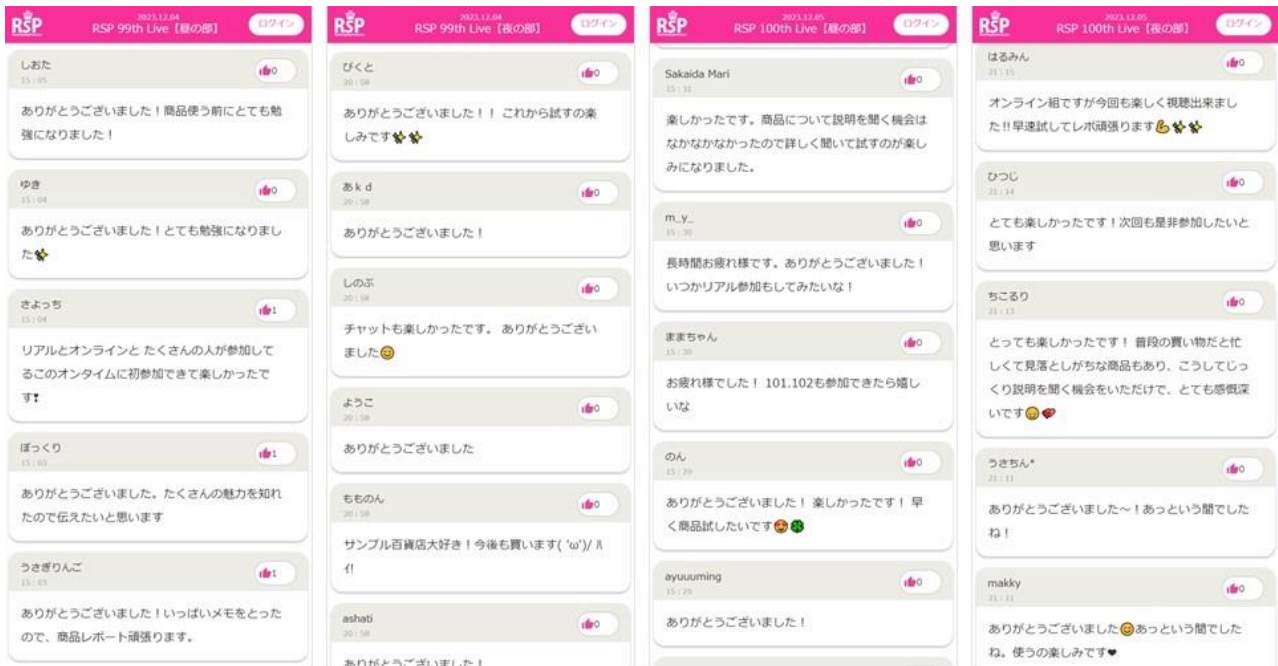 RSP
2023.12.04
RSP 99th Live【昼の部】
ログイン
しおた
0
15:05
ありがとうございました！商品使う前にとても勉
強になりました！
ゆき
0
15:04
ありがとうございました！とても勉強になりまし
た✨
さよっち
1
15:04
リアルとオンラインと たくさんの人が参加して
るこのオンタイムに初参加できて楽しかったで
す❣
ぽっくり
1
15:03
ありがとうございました。たくさんの魅力を知れ
たので伝えたいと思います
うさぎりんご
1
15:03
ありがとうございました！いっぱいメモをとった
ので、商品レポート頑張ります。
RSP
2023.12.04
RSP 99th Live【夜の部】
ログイン
ぴくと
0
20:58
ありがとうございました！！ これから試すの楽
しみです✨✨
あｋｄ
0
20:58
ありがとうございました！
しのぶ
0
20:58
チャットも楽しかったです。 ありがとうござい
ました😊
ようこ
0
20:58
ありがとうございました
もものん
0
20:58
サンプル百貨店大好き！今後も買います( 'ω')/ ﾊ
ｲ!
ashati
0
20:58
ありがとうございました！
RSP
2023.12.05
RSP 100th Live【昼の部】
ログイン
Sakaida Mari
0
15:31
楽しかったです。商品について説明を聞く機会は
なかなかなかったので詳しく聞いて試すのが楽し
みになりました。
m_y_
0
15:30
長時間お疲れ様です。ありがとうございました！
いつかリアル参加もしてみたいな！
ままちゃん
0
15:30
お疲れ様でした！ 101.102も参加できたら嬉し
いな
のん
0
15:29
ありがとうございました！ 楽しかったです！ 早
く商品試したいです🥰🍀
ayuuuming
0
15:29
ありがとうございました！
RSP
2023.12.05
RSP 100th Live【夜の部】
ログイン
はるみん
0
21:15
オンライン組ですが今回も楽しく視聴出来まし
た!!早速試してレポ頑張ります💪✨✨
ひつじ
0
21:14
とても楽しかったです！次回も是非参加したいと
思います
ちこるり
0
21:13
とっても楽しかったです！ 普段の買い物だと忙
しくて見落としがちな商品もあり、こうしてじっ
くり説明を聞く機会をいただけで、とても感慨深
いです😊💕
うさちん*
0
21:11
ありがとうございました～！あっという間でした
ね！
makky
0
21:11
ありがとうございました😊あっという間でした
ね。使うの楽しみです❤